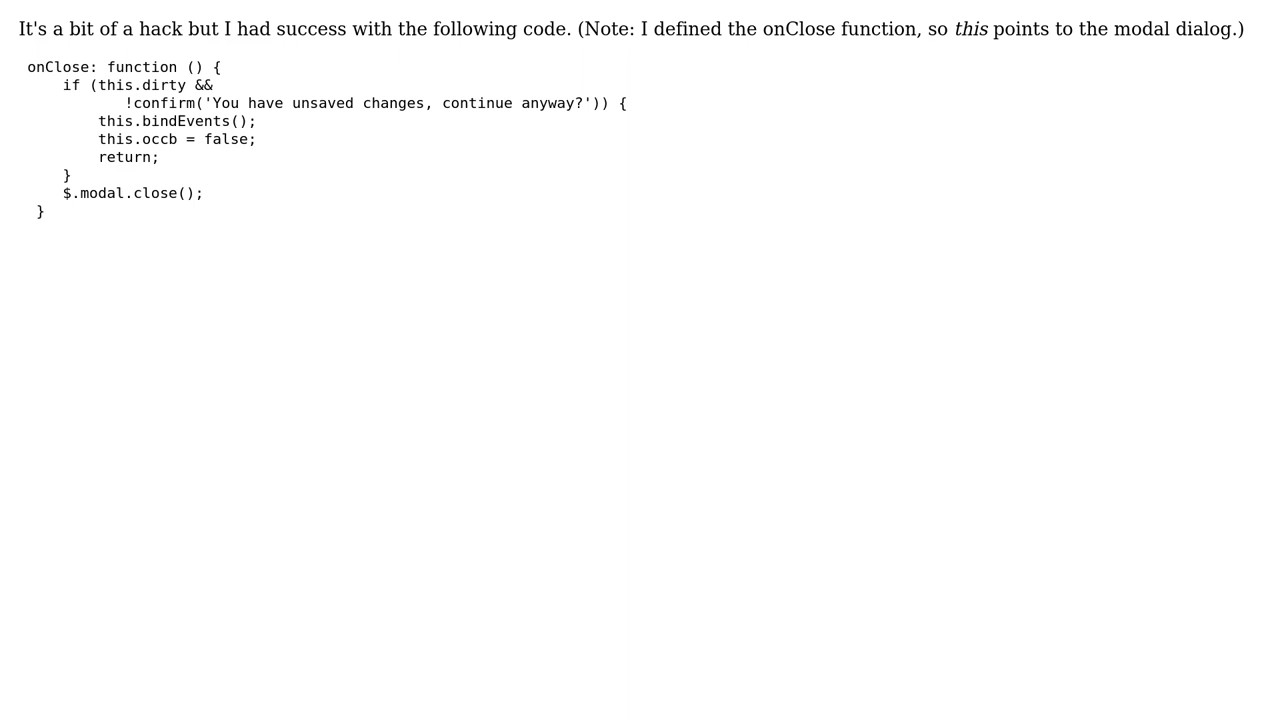 It's a bit of a hack but I had success with the following code. (Note: I defined the onClose function, so this points to the modal dialog.)
onClose: function () {
    if (this.dirty &&
           !confirm('You have unsaved changes, continue anyway?')) {
        this.bindEvents();
        this.occb = false;
        return;
    }
    $.modal.close();
 }